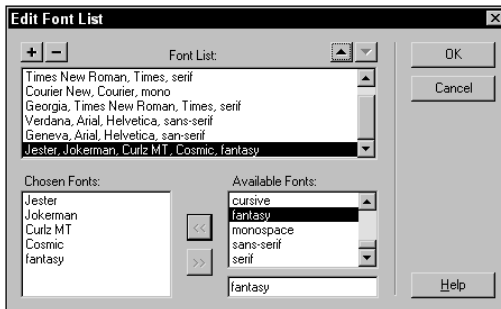 Edit Font List
+ − Font List:
Times New Roman, Times, serif
Courier New, Courier, mono
Georgia, Times New Roman, Times, serif
Verdana, Arial, Helvetica, sans-serif
Geneva, Arial, Helvetica, san-serif
Jester, Jokerman, Curlz MT, Cosmic, fantasy
OK
Cancel
Chosen Fonts:
Jester
Jokerman
Curlz MT
Cosmic
fantasy
<<
>>
Available Fonts:
cursive
fantasy
monospace
sans-serif
serif
fantasy
Help